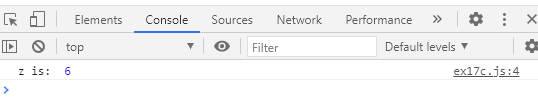 Elements Console Sources Network Performance »
top Filter Default levels
z is: 6 ex17c.js:4